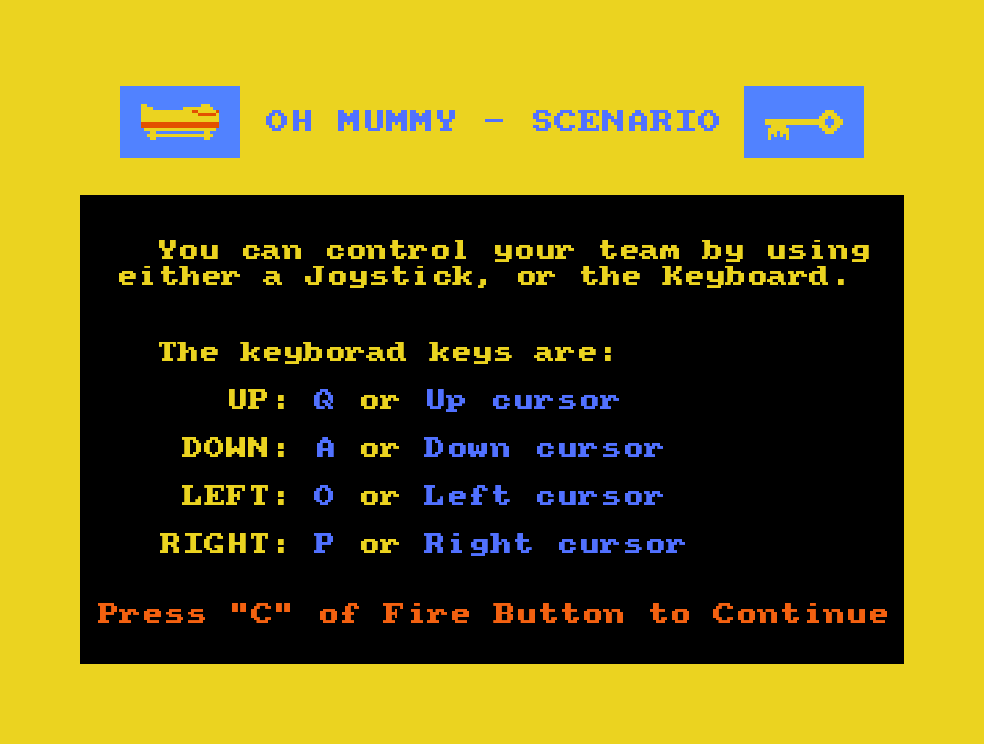 OH MUMMY - SCENARIO
You can control your team by using
either a Joystick, or the Keyboard.
The keyborad keys are:
UP: Q or Up cursor
DOWN: A or Down cursor
LEFT: O or Left cursor
RIGHT: P or Right cursor
Press "C" of Fire Button to Continue